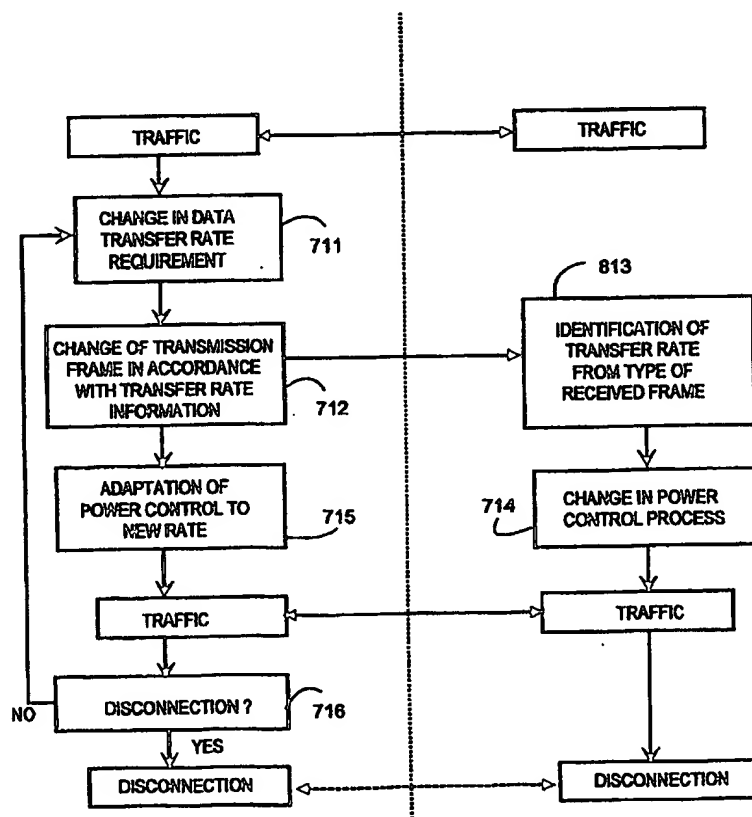 TRAFFIC
TRAFFIC
CHANGE IN DATA
TRANSFER RATE
REQUIREMENT
711
813
CHANGE OF TRANSMISSION
FRAME IN ACCORDANCE
WITH TRANSFER RATE
INFORMATION
712
IDENTIFICATION OF
TRANSFER RATE
FROM TYPE OF
RECEIVED FRAME
ADAPTATION OF
POWER CONTROL TO
NEW RATE
715
714
CHANGE IN POWER
CONTROL PROCESS
TRAFFIC
TRAFFIC
DISCONNECTION ?
716
NO
YES
DISCONNECTION
DISCONNECTION